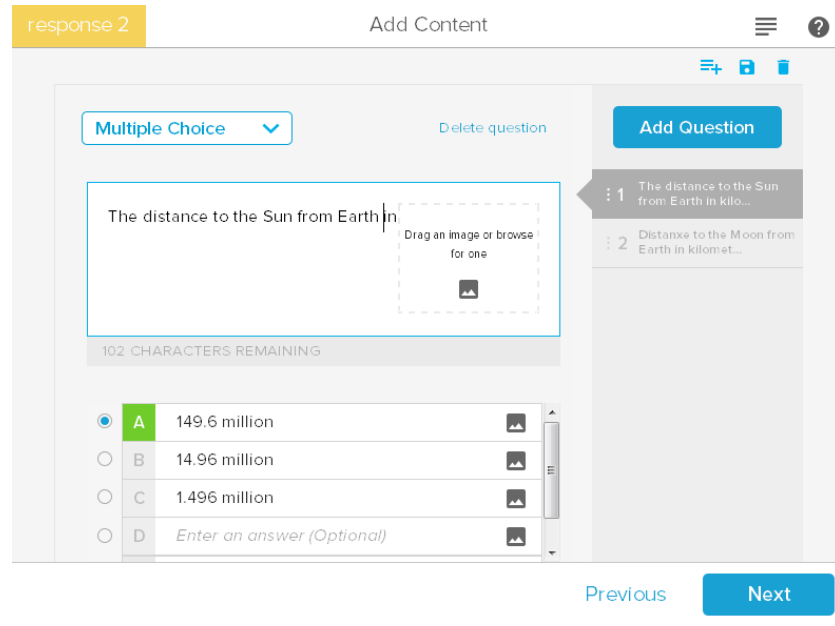 response 2
Add Content
Multiple Choice
Delete question
The distance to the Sun from Earth in
Drag an image or browse
for one
102 CHARACTERS REMAINING
A 149.6 million
B 14.96 million
C 1.496 million
D Enter an answer (Optional)
Add Question
1 The distance to the Sun
from Earth in kilo...
2 Distanxe to the Moon from
Earth in kilomet...
Previous
Next